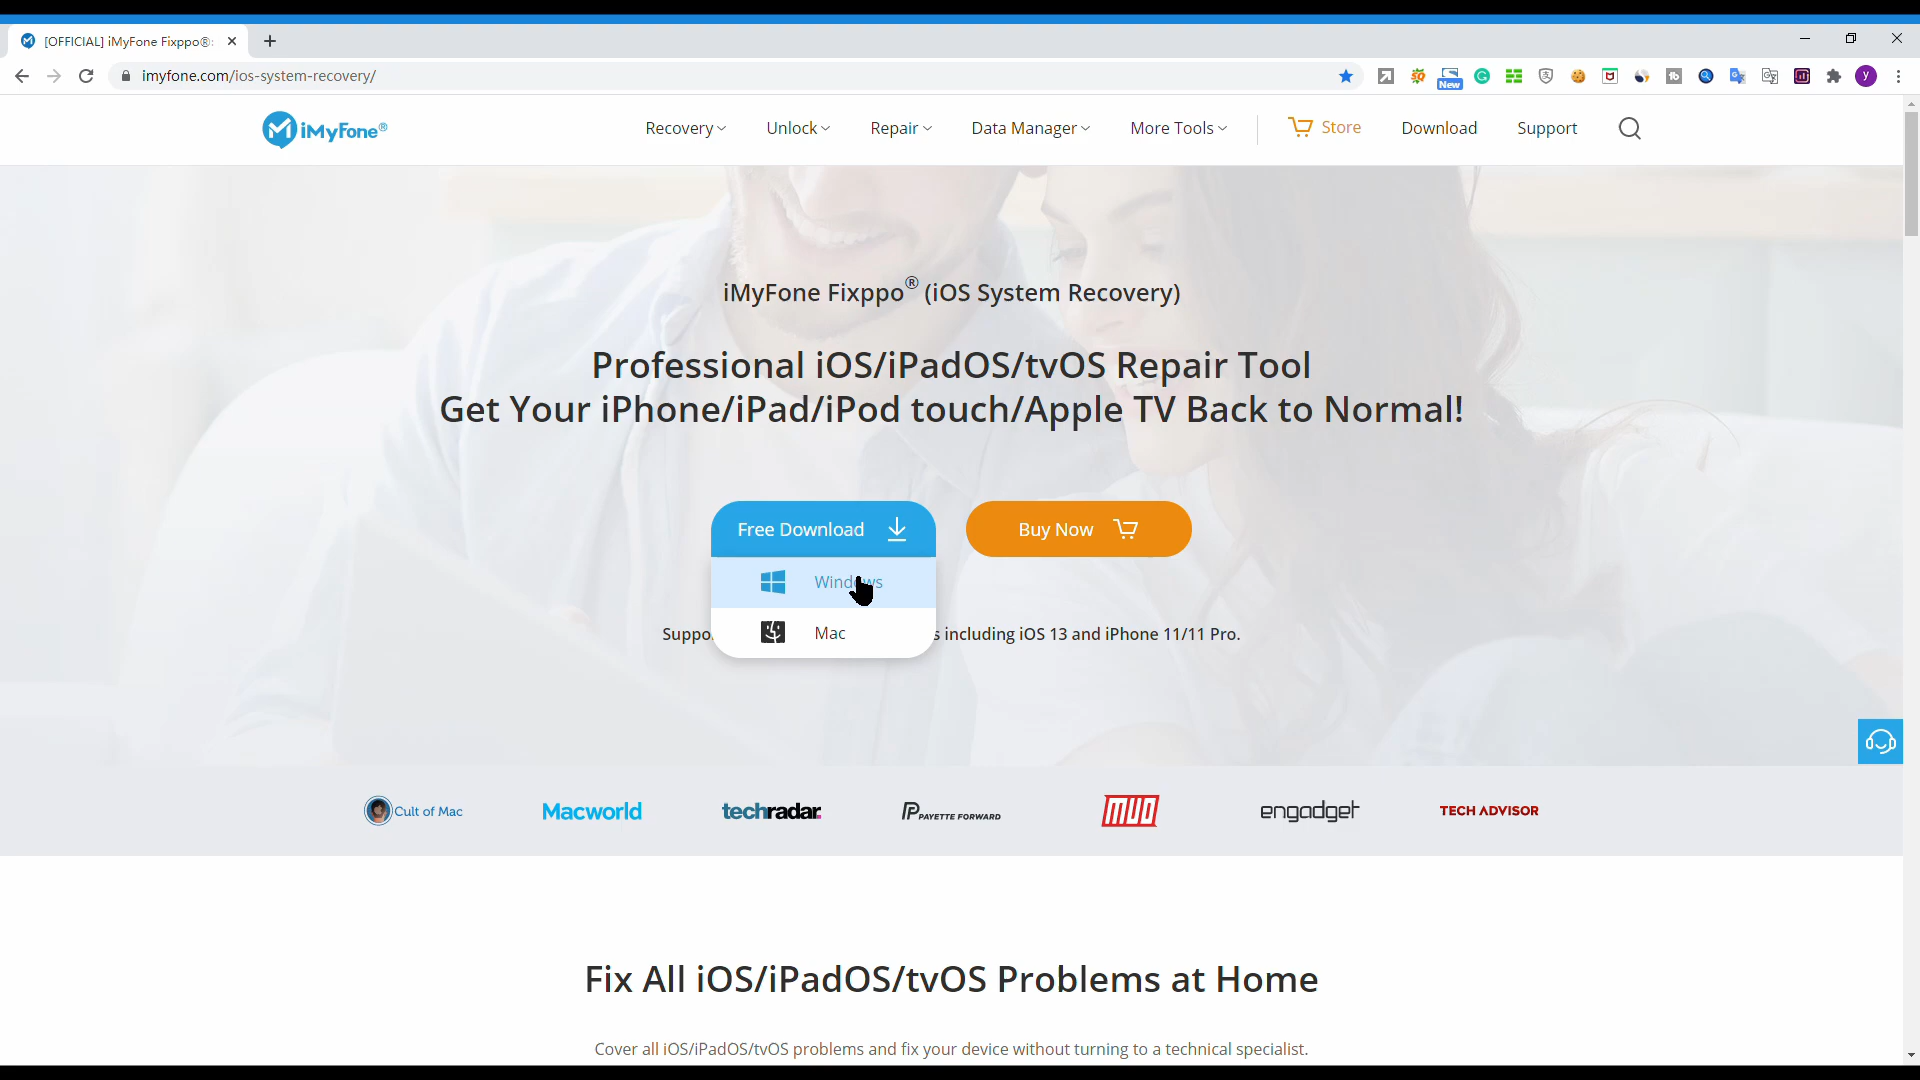 [OFFICIAL] iMyFone Fixppo®:
imyfone.com/ios-system-recovery/
New
y
iMyFone®
Recovery
Unlock
Repair
Data Manager
More Tools
Store
Download
Support
iMyFone Fixppo® (iOS System Recovery)
Professional iOS/iPadOS/tvOS Repair Tool
Get Your iPhone/iPad/iPod touch/Apple TV Back to Normal!
Free Download
Buy Now
Windows
Mac
s including iOS 13 and iPhone 11/11 Pro.
Cult of Mac
Macworld
techradar.
PAYETTE FORWARD
MUO
engadget
TECH ADVISOR
Fix All iOS/iPadOS/tvOS Problems at Home
Cover all iOS/iPadOS/tvOS problems and fix your device without turning to a technical specialist.